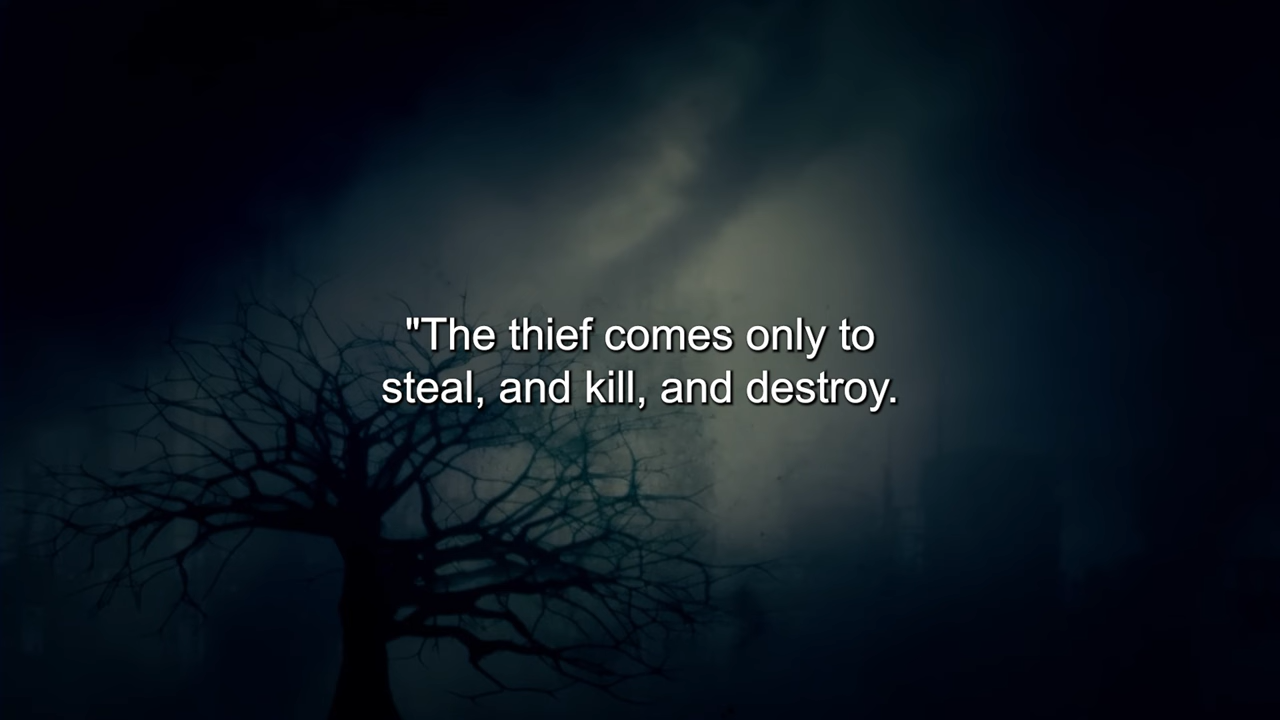 "The thief comes only to
steal, and kill, and destroy.